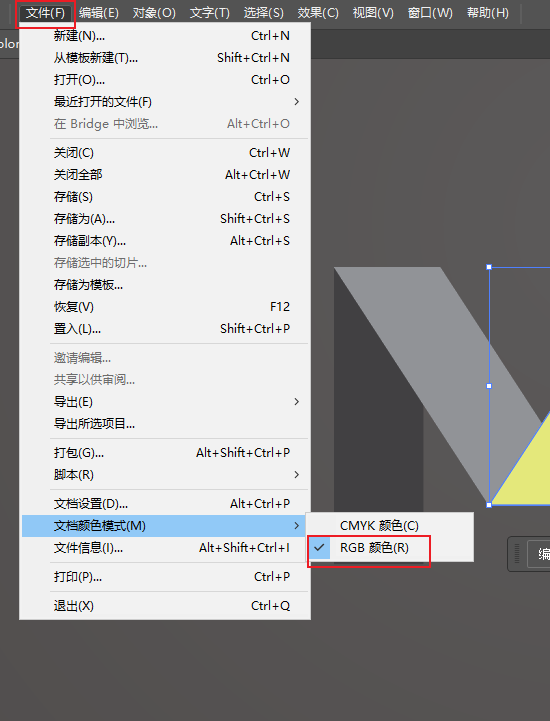 文件(F) 编辑(E) 对象(O) 文字(T) 选择(S) 效果(C) 视图(V) 窗口(W) 帮助(H)
olor
新建(N)... Ctrl+N
从模板新建(T)... Shift+Ctrl+N
打开(O)... Ctrl+O
最近打开的文件(F)
在 Bridge 中浏览... Alt+Ctrl+O
关闭(C) Ctrl+W
关闭全部 Alt+Ctrl+W
存储(S) Ctrl+S
存储为(A)... Shift+Ctrl+S
存储副本(Y)... Alt+Ctrl+S
存储选中的切片...
存储为模板...
恢复(V) F12
置入(L)... Shift+Ctrl+P
邀请编辑...
共享以供审阅...
导出(E)
导出所选项目...
打包(G)... Alt+Shift+Ctrl+P
脚本(R)
文档设置(D)... Alt+Ctrl+P
文档颜色模式(M) CMYK 颜色(C)
文件信息(I)... Alt+Shift+Ctrl+I RGB 颜色(R)
编
打印(P)... Ctrl+P
退出(X) Ctrl+Q